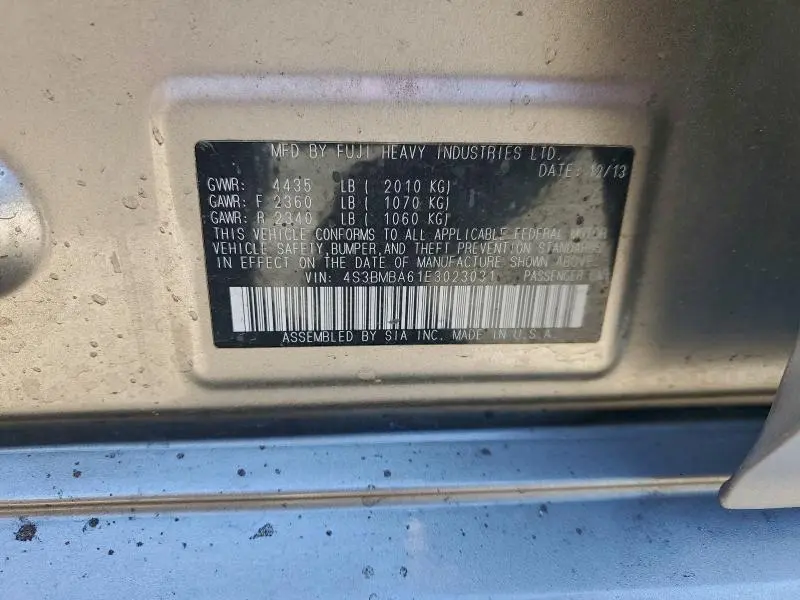 MFD BY FUJI HEAVY INDUSTRIES LTD.
DATE: 12/13
GVWR: 4435 LB ( 2010 KG)
GAWR: F 2360 LB ( 1070 KG)
GAWR: R 2340 LB ( 1060 KG)
THIS VEHICLE CONFORMS TO ALL APPLICABLE FEDERAL MOTOR
VEHICLE SAFETY, BUMPER, AND THEFT PREVENTION STANDARDS
IN EFFECT ON THE DATE OF MANUFACTURE SHOWN ABOVE.
VIN: 4S3BMBA61E3023031 PASSENGER CAR
ASSEMBLED BY SIA INC. MADE IN U.S.A.